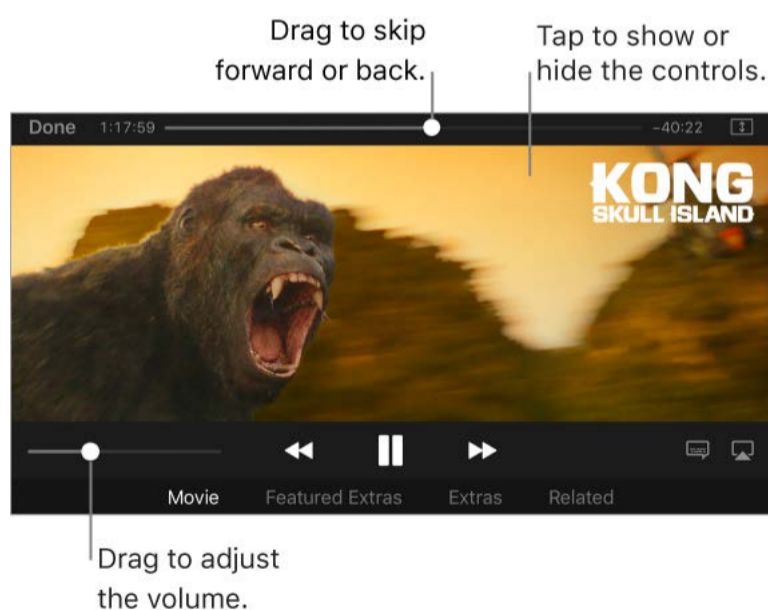 Drag to skip
forward or back.
Tap to show or
hide the controls.
Done 1:17:59 -40:22
KONG
SKULL ISLAND
Movie Featured Extras Extras Related
Drag to adjust
the volume.